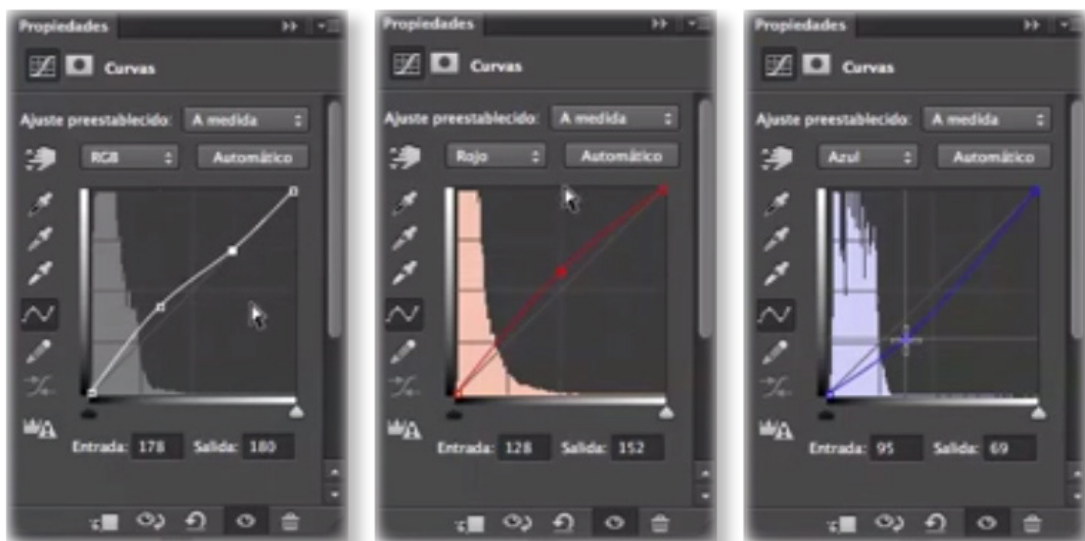 Propiedades
Curvas
Ajuste preestablecido: A medida
RGB Automático
Entrada: 178 Salida: 180
Propiedades
Curvas
Ajuste preestablecido: A medida
Rojo Automático
Entrada: 128 Salida: 152
Propiedades
Curvas
Ajuste preestablecido: A medida
Azul Automático
Entrada: 95 Salida: 69